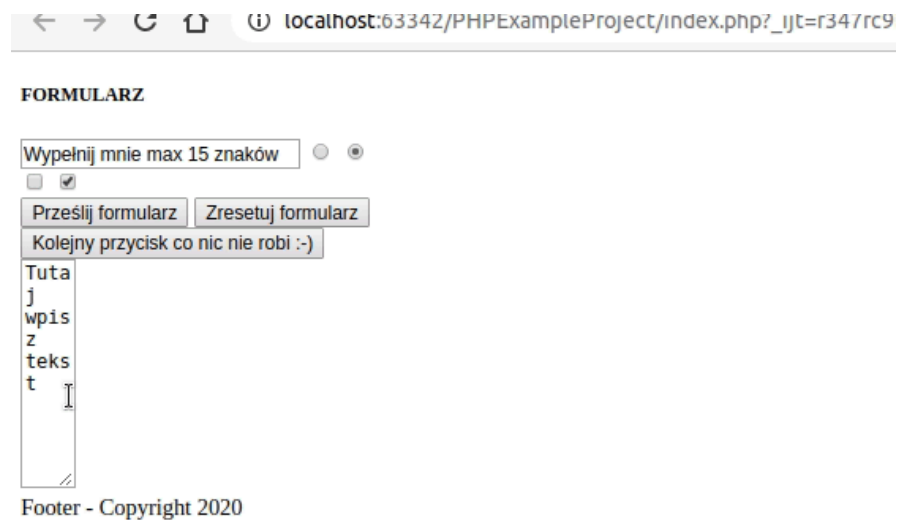 localhost:63342/PHPExampleProject/index.php?_ijt=r347rc9
FORMULARZ
Wypełnij mnie max 15 znaków
Prześlij formularz Zresetuj formularz
Kolejny przycisk co nic nie robi :-)
Tuta
j
wpis
z
teks
t
Footer - Copyright 2020